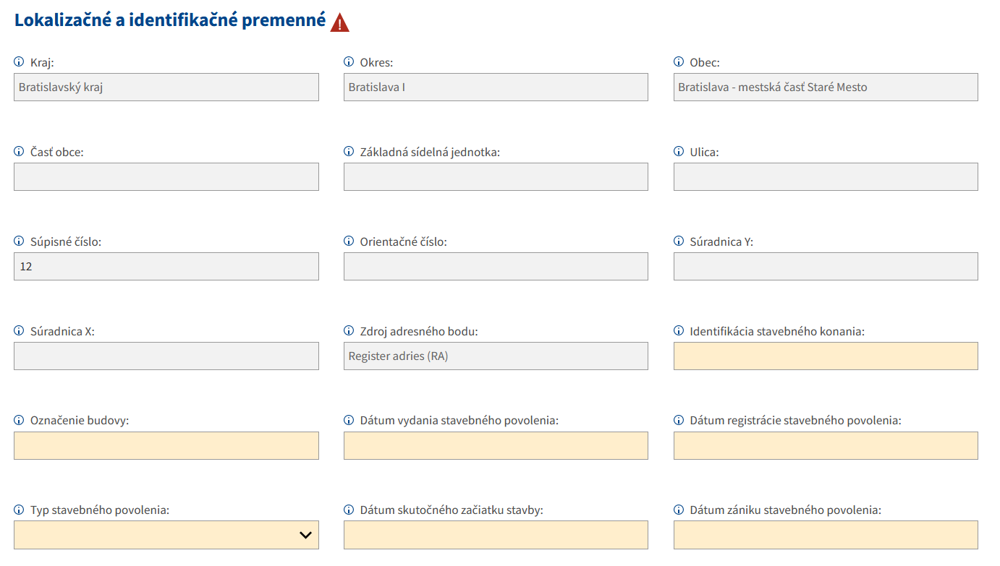 Lokalizačné a identifikačné premenné
Kraj: Okres: Obec:
Bratislavský kraj Bratislava I Bratislava - mestská časť Staré Mesto
Časť obce: Základná sídelná jednotka: Ulica:
Súpisné číslo: Orientačné číslo: Súradnica Y:
12
Súradnica X: Zdroj adresného bodu: Identifikácia stavebného konania:
Register adries (RA)
Označenie budovy: Dátum vydania stavebného povolenia: Dátum registrácie stavebného povolenia:
Typ stavebného povolenia: Dátum skutočného začiatku stavby: Dátum zániku stavebného povolenia: